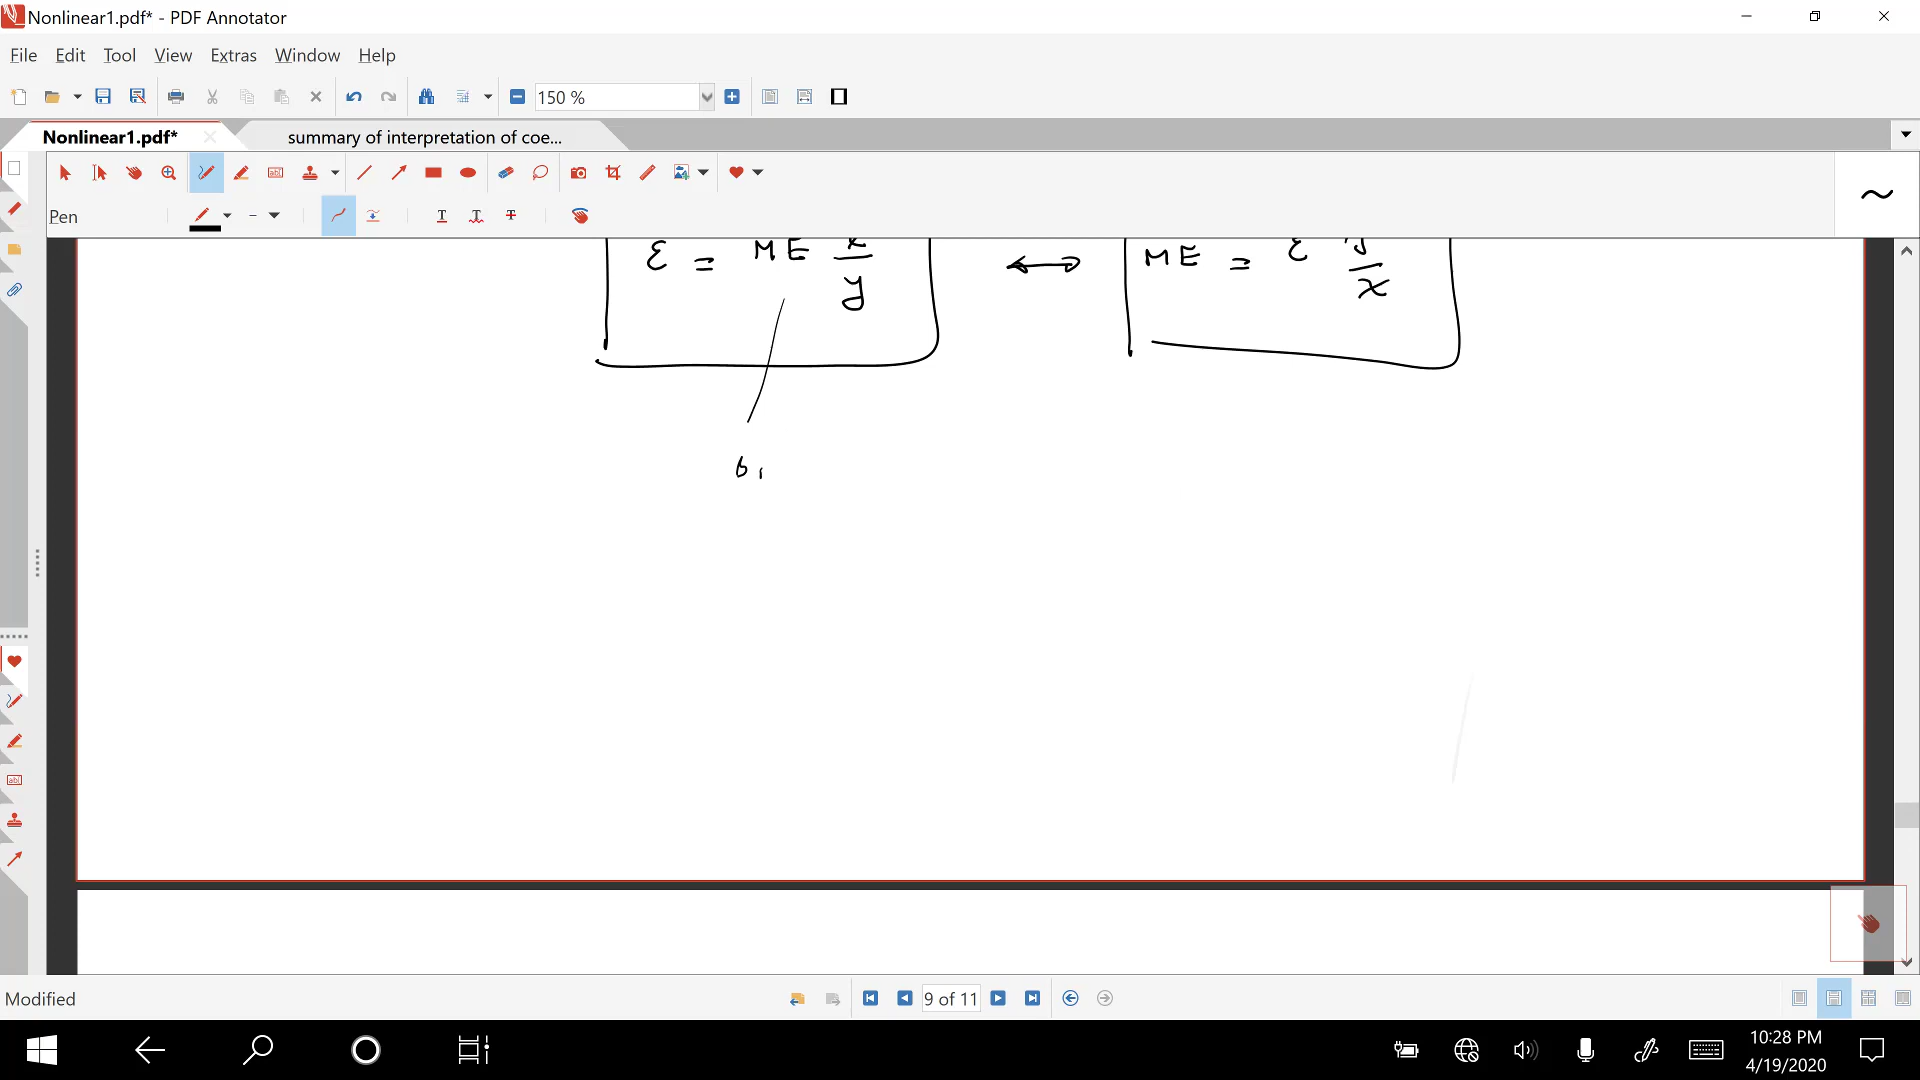 Nonlinear1.pdf* - PDF Annotator
File Edit Tool View Extras Window Help
150 %
Nonlinear1.pdf* summary of interpretation of coe...
Pen
ε = ME x/y ↔ ME = ε y/x
b₁
Modified
9 of 11
10:28 PM
4/19/2020